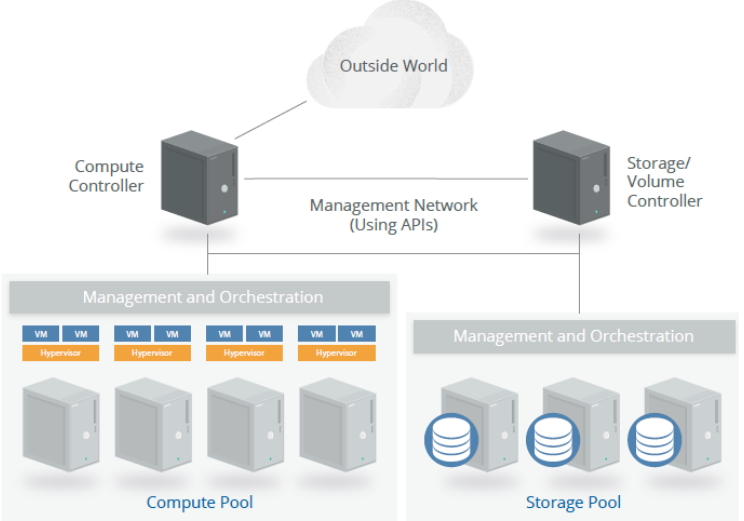 Outside World
Compute
Controller
Storage/
Volume
Controller
Management Network
(Using APIs)
Management and Orchestration
VM VM VM VM VM VM VM VM
Hypervisor Hypervisor Hypervisor Hypervisor
Management and Orchestration
Compute Pool
Storage Pool